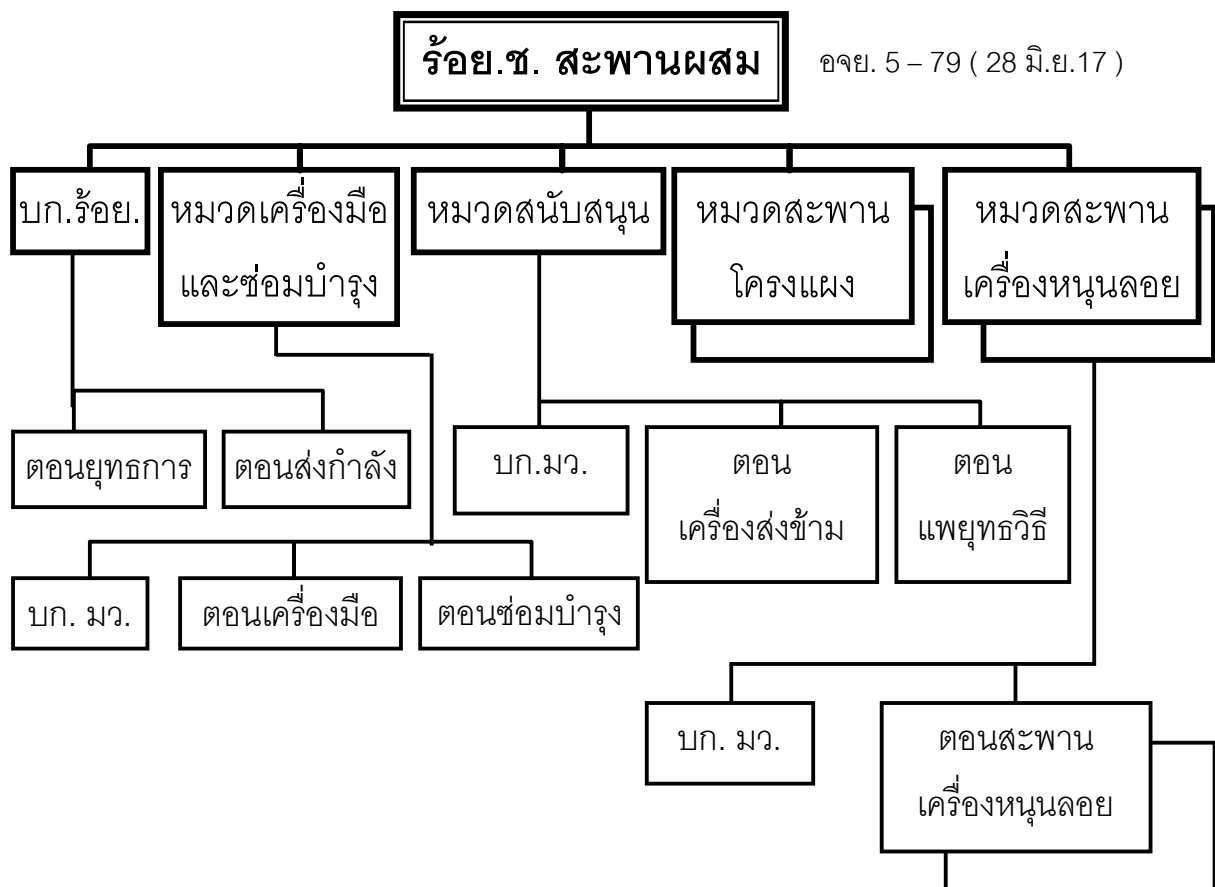 ร้อย.ช. สะพานผสม
อจย. 5 – 79 ( 28 มิ.ย.17 )
บก.ร้อย.
หมวดเครื่องมือ
และซ่อมบำรุง
หมวดสนับสนุน
หมวดสะพาน
โครงแผง
หมวดสะพาน
เครื่องหนุนลอย
ตอนยุทธการ
ตอนส่งกำลัง
บก.มว.
ตอน
เครื่องส่งข้าม
ตอน
แพยุทธวิธี
บก. มว.
ตอนเครื่องมือ
ตอนซ่อมบำรุง
บก. มว.
ตอนสะพาน
เครื่องหนุนลอย